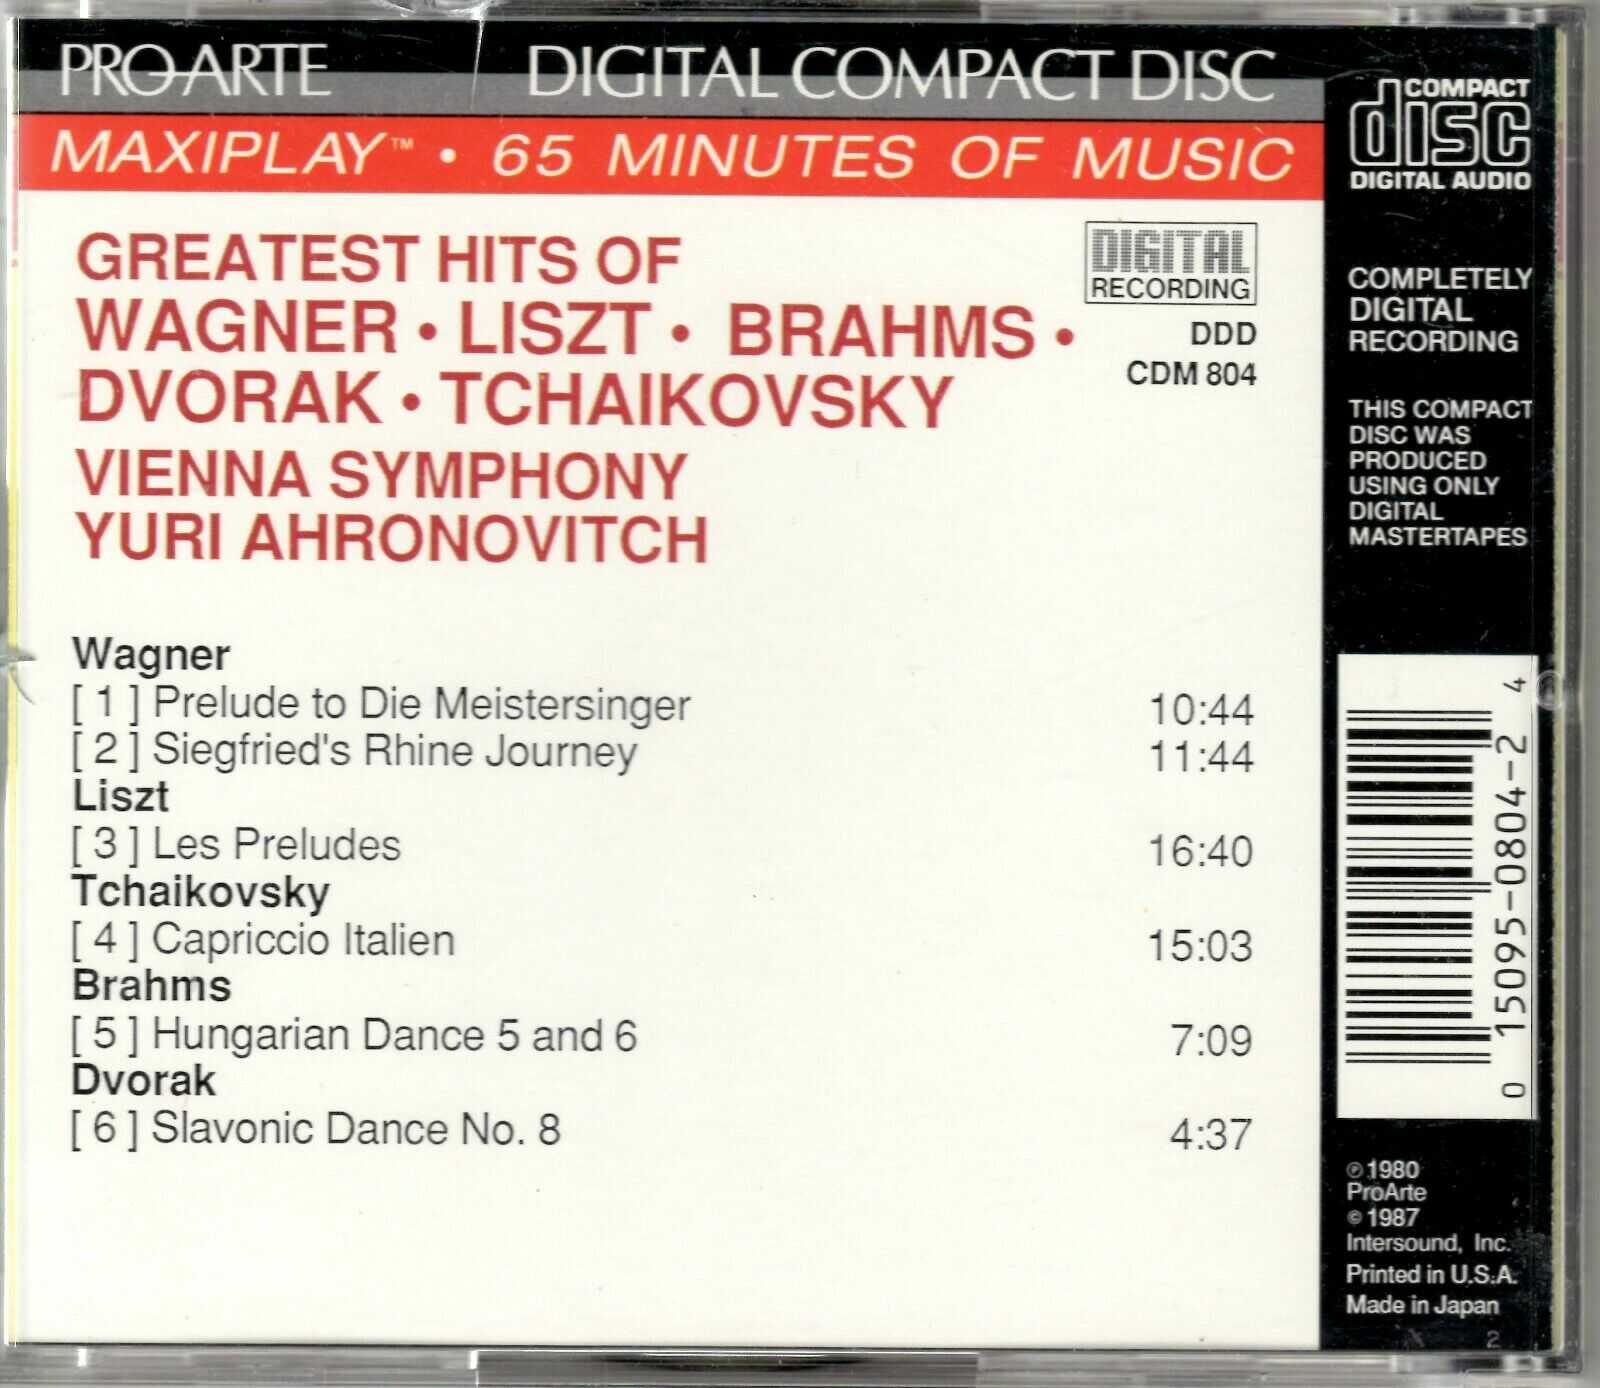 PRO-ARTE DIGITAL COMPACT DISC
MAXIPLAY™ • 65 MINUTES OF MUSIC
GREATEST HITS OF
WAGNER • LISZT • BRAHMS •
DVORAK • TCHAIKOVSKY
VIENNA SYMPHONY
YURI AHRONOVITCH
DIGITAL
RECORDING
DDD
CDM 804
Wagner
[ 1 ] Prelude to Die Meistersinger 10:44
[ 2 ] Siegfried's Rhine Journey 11:44
Liszt
[ 3 ] Les Preludes 16:40
Tchaikovsky
[ 4 ] Capriccio Italien 15:03
Brahms
[ 5 ] Hungarian Dance 5 and 6 7:09
Dvorak
[ 6 ] Slavonic Dance No. 8 4:37
COMPACT
disc
DIGITAL AUDIO
COMPLETELY
DIGITAL
RECORDING
THIS COMPACT
DISC WAS
PRODUCED
USING ONLY
DIGITAL
MASTERTAPES
0 15095-0804-2 4
℗ 1980
ProArte
© 1987
Intersound, Inc.
Printed in U.S.A.
Made in Japan
2